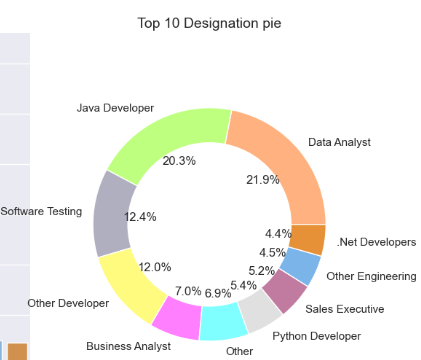 Top 10 Designation pie
Java Developer
Data Analyst
20.3%
21.9%
Software Testing
12.4%
4.4%
.Net Developers
4.5%
12.0%
5.2%
Other Engineering
7.0%
6.9%
5.4%
Other Developer
Sales Executive
Python Developer
Business Analyst
Other